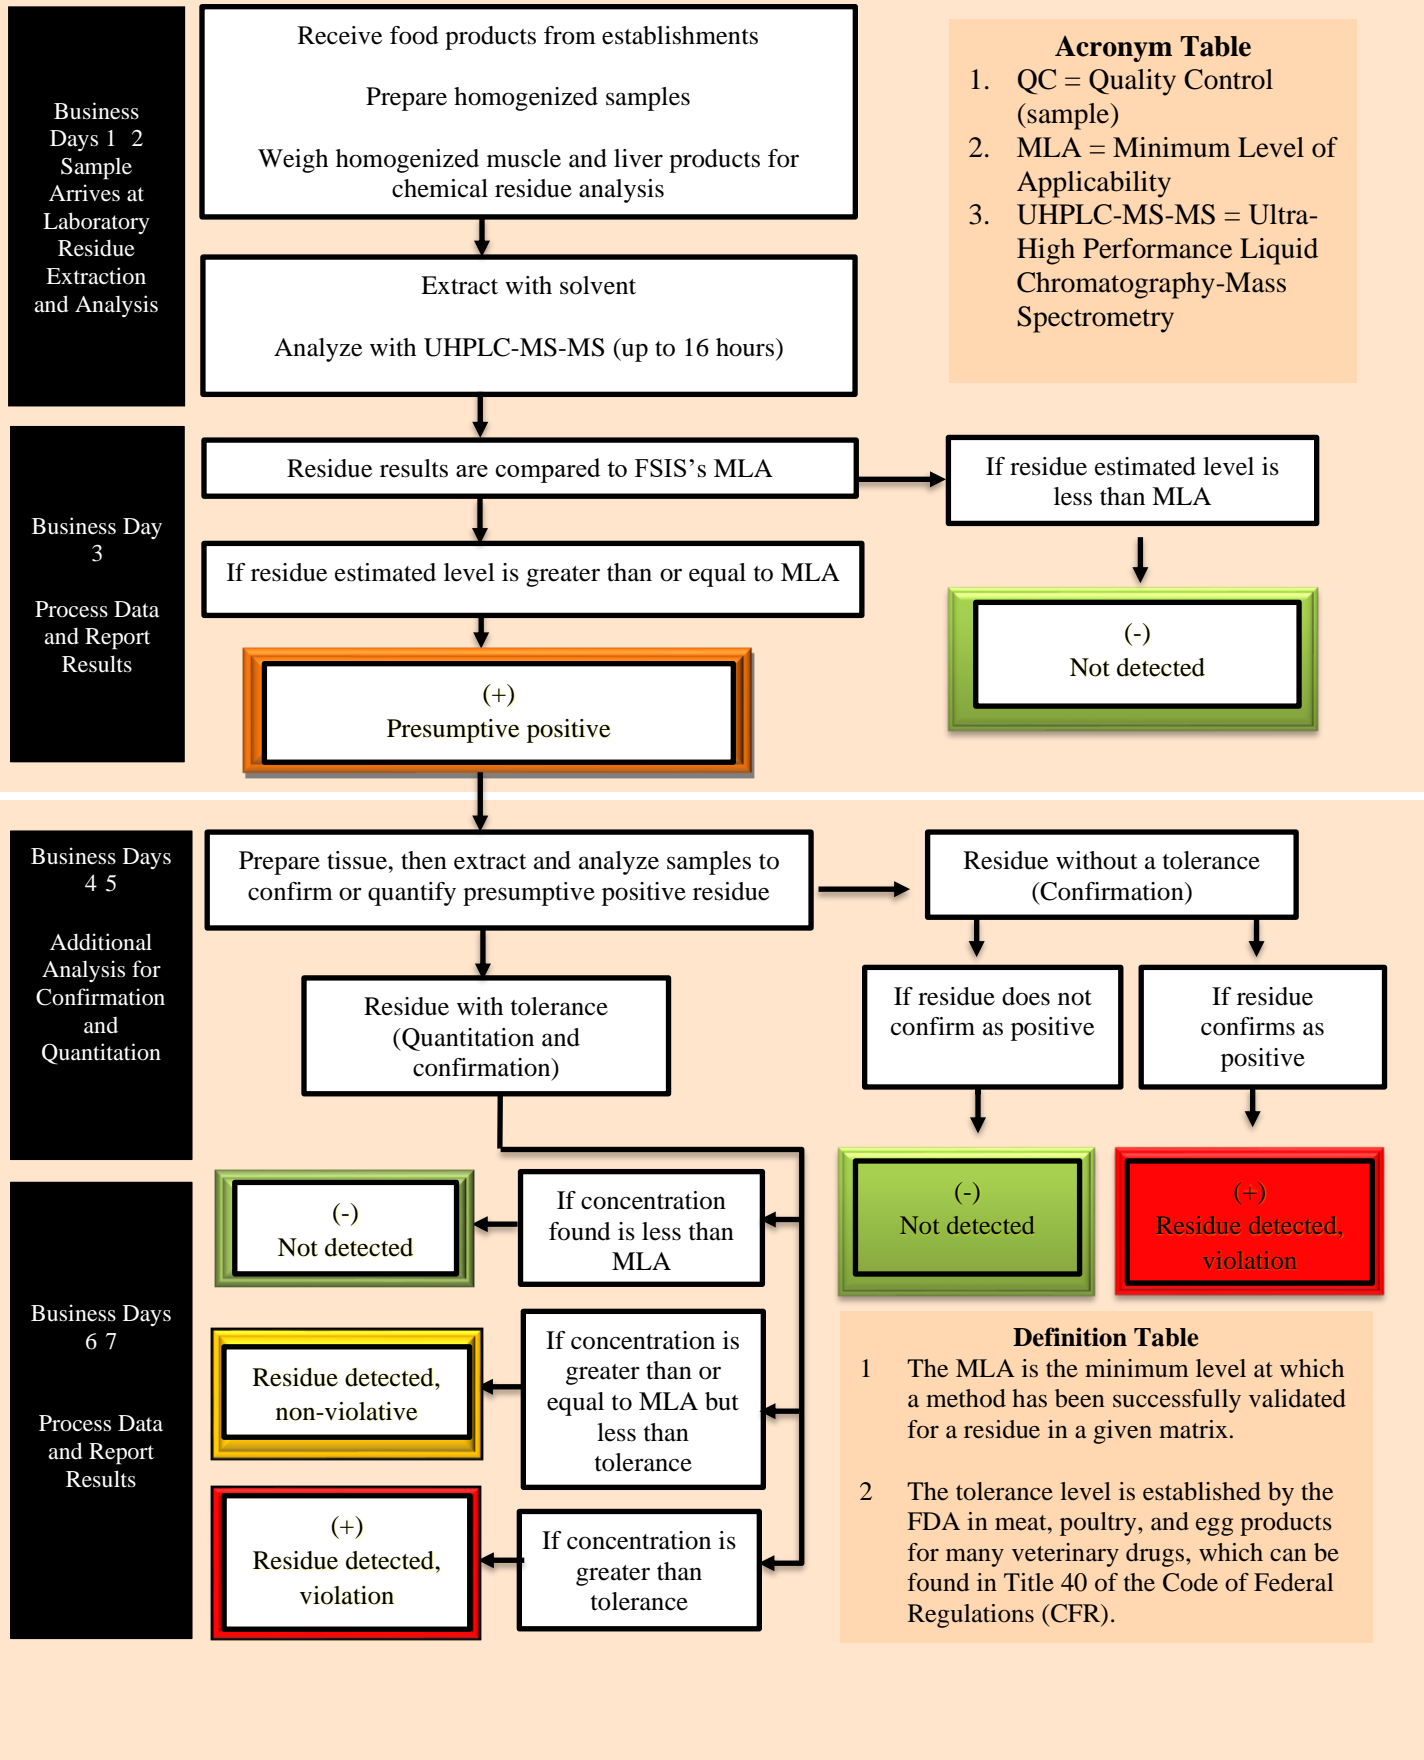 Business
Days 1 2
Sample
Arrives at
Laboratory
Residue
Extraction
and Analysis
Receive food products from establishments
Prepare homogenized samples
Weigh homogenized muscle and liver products for
chemical residue analysis
Extract with solvent
Analyze with UHPLC-MS-MS (up to 16 hours)
Acronym Table
1. QC = Quality Control
(sample)
2. MLA = Minimum Level of
Applicability
3. UHPLC-MS-MS = Ultra-
High Performance Liquid
Chromatography-Mass
Spectrometry
Business Day
3
Process Data
and Report
Results
Residue results are compared to FSIS's MLA
If residue estimated level is
less than MLA
If residue estimated level is greater than or equal to MLA
(-)
Not detected
(+)
Presumptive positive
Business Days
4 5
Additional
Analysis for
Confirmation
and
Quantitation
Prepare tissue, then extract and analyze samples to
confirm or quantify presumptive positive residue
Residue without a tolerance
(Confirmation)
Residue with tolerance
(Quantitation and
confirmation)
If residue does not
confirm as positive
If residue
confirms as
positive
(-)
Not detected
(+)
Residue detected,
violation
Business Days
6 7
Process Data
and Report
Results
(-)
Not detected
If concentration
found is less than
MLA
Residue detected,
non-violative
If concentration is
greater than or
equal to MLA but
less than
tolerance
(+)
Residue detected,
violation
If concentration is
greater than
tolerance
Definition Table
1 The MLA is the minimum level at which
a method has been successfully validated
for a residue in a given matrix.
2 The tolerance level is established by the
FDA in meat, poultry, and egg products
for many veterinary drugs, which can be
found in Title 40 of the Code of Federal
Regulations (CFR).